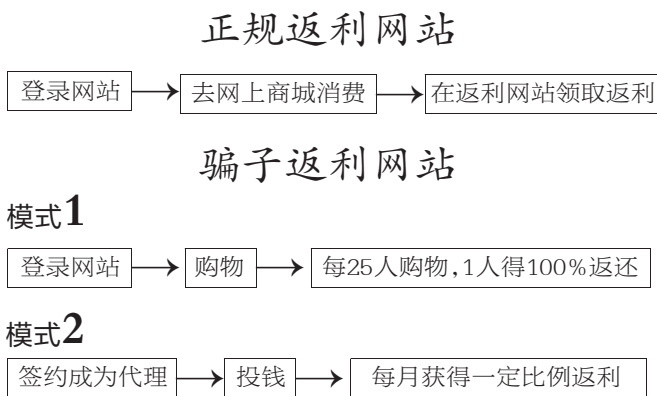 正规返利网站
登录网站 去网上商城消费 在返利网站领取返利
骗子返利网站
模式1
登录网站 购物 每25人购物,1人得100%返还
模式2
签约成为代理 投钱 每月获得一定比例返利